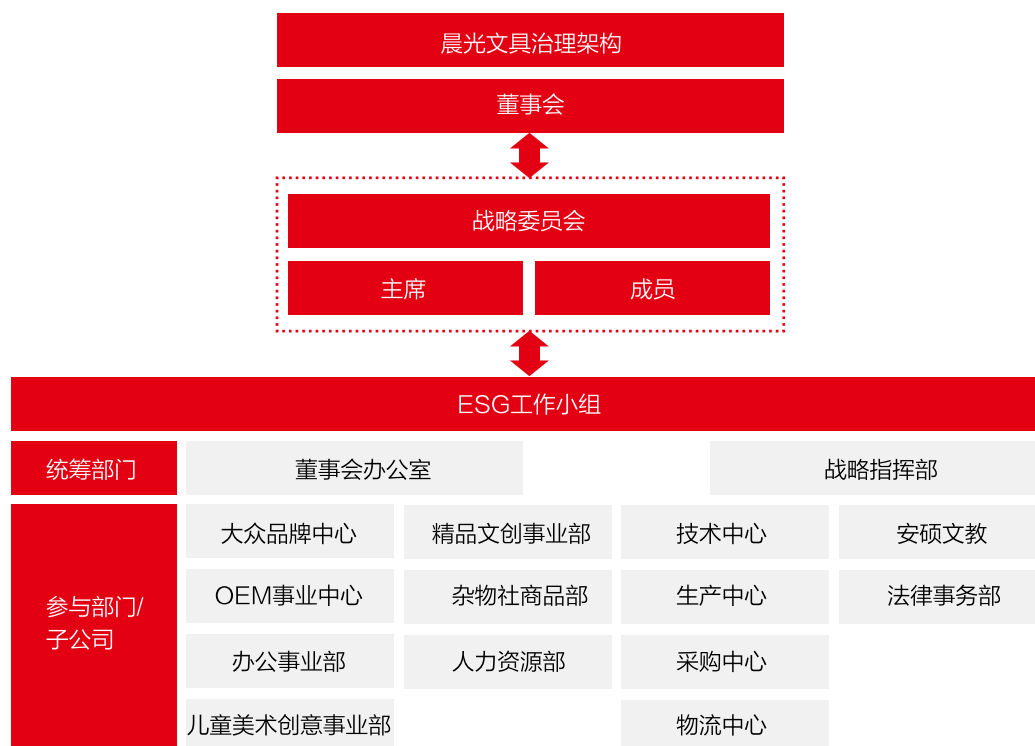 晨光文具治理架构
董事会
战略委员会
主席
成员
ESG工作小组
统筹部门
董事会办公室
战略指挥部
参与部门/
子公司
大众品牌中心
精品文创事业部
技术中心
安硕文教
OEM事业中心
杂物社商品部
生产中心
法律事务部
办公事业部
人力资源部
采购中心
儿童美术创意事业部
物流中心